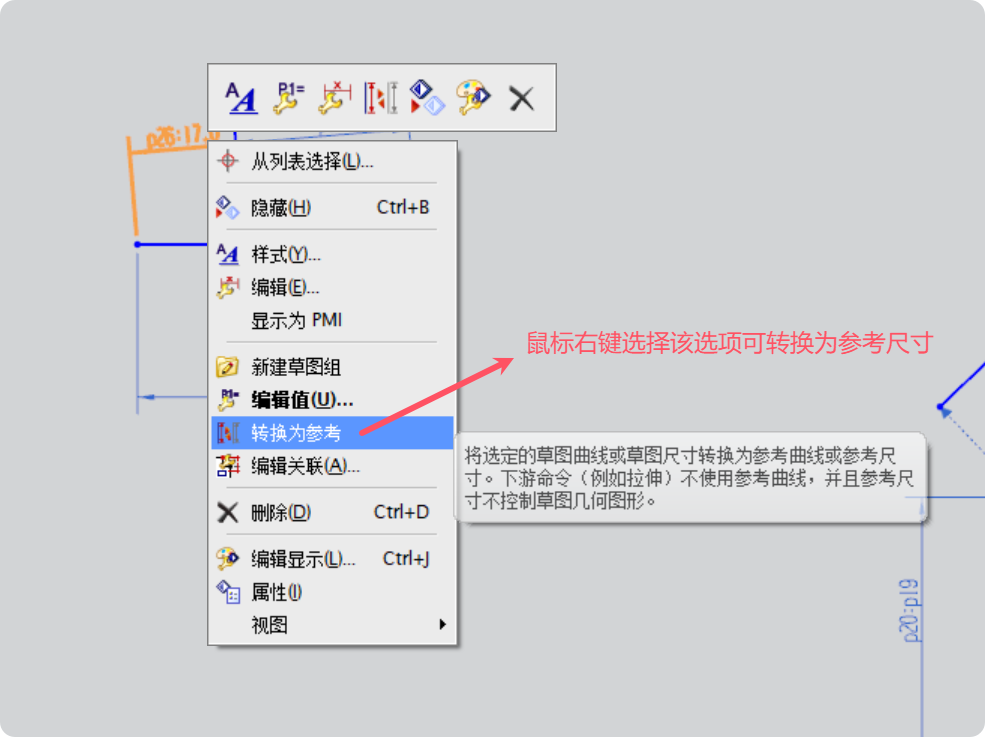 P1=
p26:17.0
从列表选择(L)...
隐藏(H) Ctrl+B
样式(Y)...
编辑(E)...
显示为 PMI
新建草图组
编辑值(U)...
转换为参考
编辑关联(A)...
删除(D) Ctrl+D
编辑显示(L)... Ctrl+J
属性(I)
视图
鼠标右键选择该选项可转换为参考尺寸
将选定的草图曲线或草图尺寸转换为参考曲线或参考尺
寸。下游命令（例如拉伸）不使用参考曲线，并且参考尺
寸不控制草图几何图形。
p20=p19